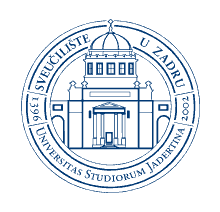 SVEUČILIŠTE U ZADRU
1396
2002
UNIVERSITAS STUDIORUM JADERTINA